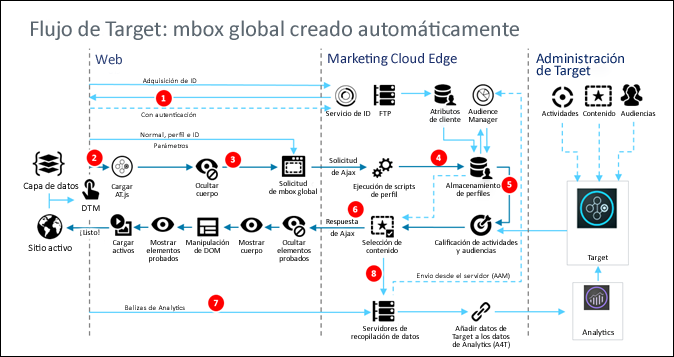 Flujo de Target: mbox global creado automáticamente
Web
Marketing Cloud Edge
Administración
de Target
Adquisición de ID
1
Con autenticación
Servicio de ID
FTP
Atributos
de cliente
Audience
Manager
Actividades
Contenido
Audiencias
Normal, perfil e ID
Parámetros
2
3
4
5
Capa de datos
DTM
Cargar
AT.js
Ocultar
cuerpo
Solicitud
de mbox global
Solicitud
de Ajax
Ejecución de scripts
de perfil
Almacenamiento
de perfiles
6
Respuesta
de Ajax
Sitio activo
¡Listo!
Cargar
activos
Mostrar
elementos
probados
Manipulación
de DOM
Mostrar
cuerpo
Ocultar
elementos
probados
Selección de
contenido
Calificación de actividades
y audiencias
Target
8
Envío desde el servidor (AAM)
7
Balizas de Analytics
Servidores de
recopilación de datos
Añadir datos de
Target a los datos
de Analytics (A4T)
Analytics